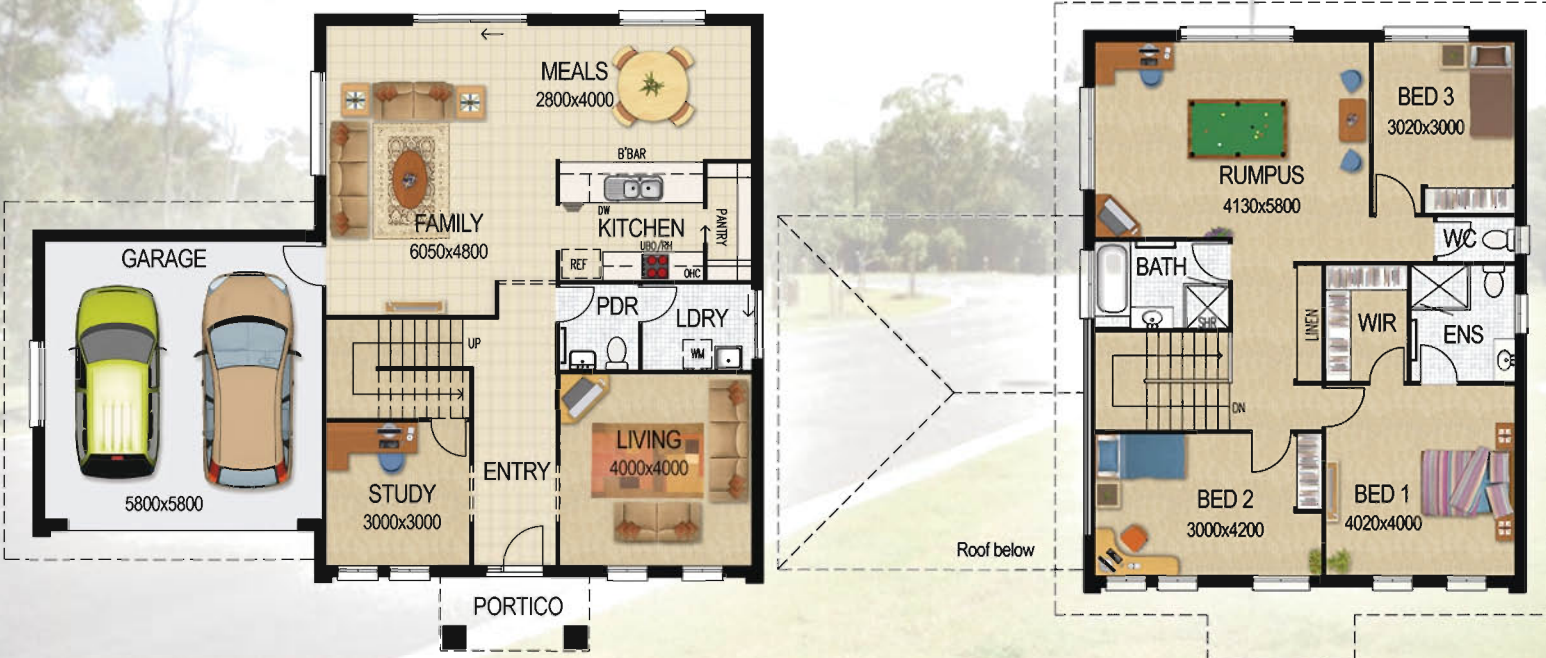 MEALS
2800x4000
B'BAR
DW
KITCHEN
UBO/RH
REF
OHC
PANTRY
FAMILY
6050x4800
GARAGE
5800x5800
PDR
LDRY
WM
UP
LIVING
4000x4000
ENTRY
STUDY
3000x3000
PORTICO
BED 3
3020x3000
RUMPUS
4130x5800
WC
BATH
SHR
LINEN
WIR
ENS
DN
BED 2
3000x4200
BED 1
4020x4000
Roof below